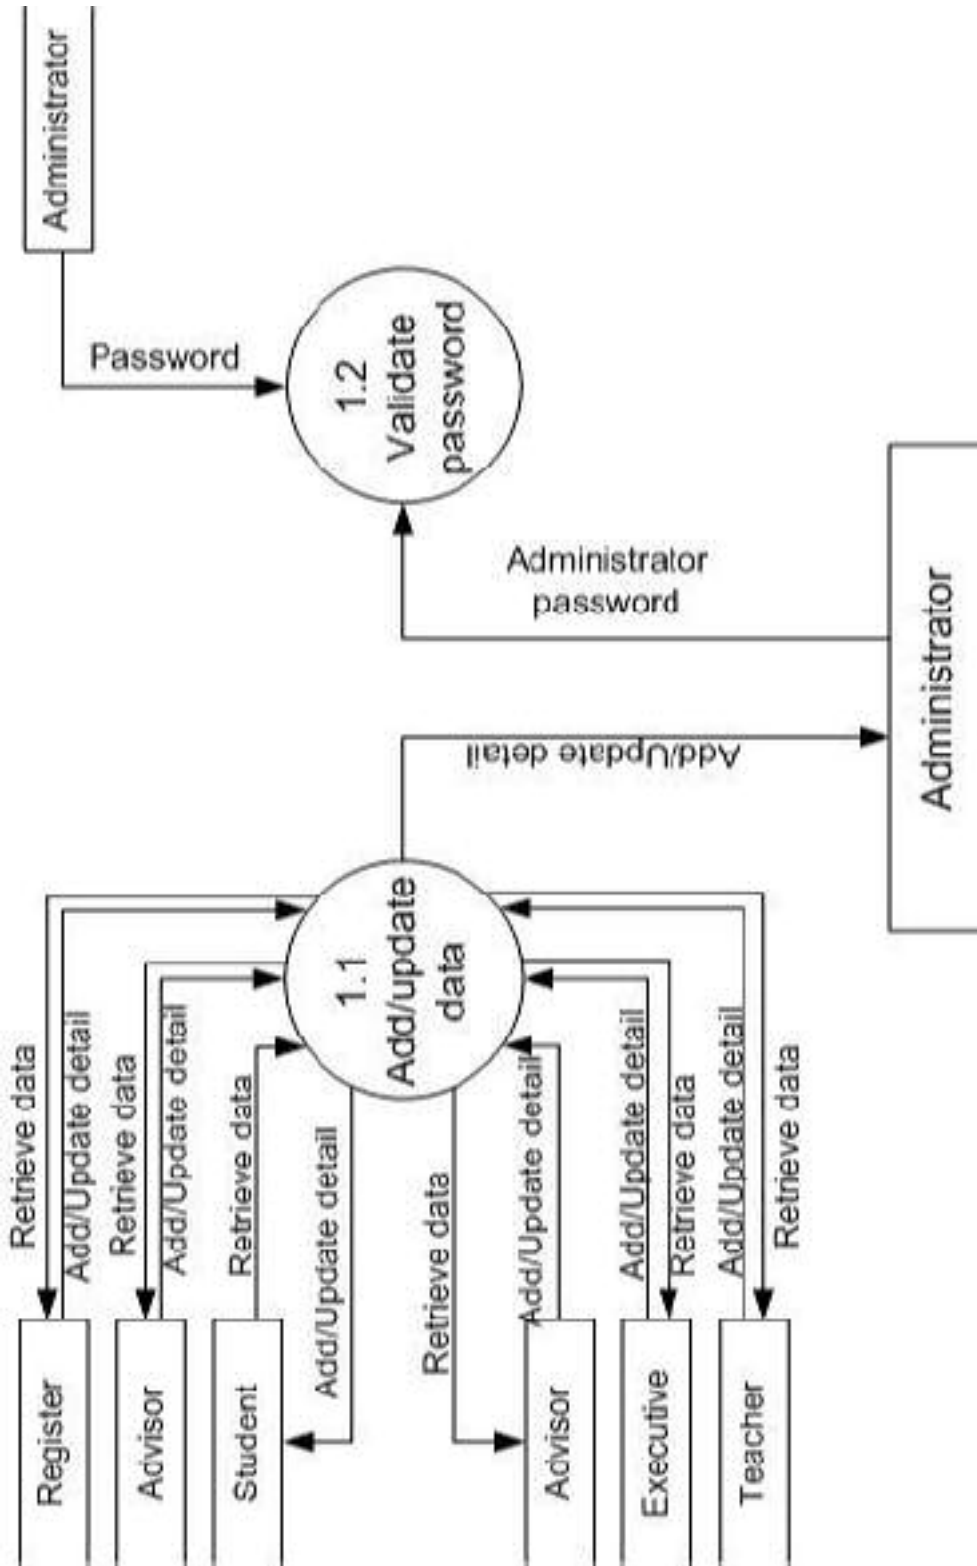 Administrator
Password
1.2
Validate
password
Administrator
password
Add/Update detail
Administrator
1.1
Add/update
data
Retrieve data
Add/Update detail
Retrieve data
Add/Update detail
Retrieve data
Add/Update detail
Retrieve data
Add/Update detail
Add/Update detail
Retrieve data
Add/Update detail
Retrieve data
Register
Advisor
Student
Advisor
Executive
Teacher